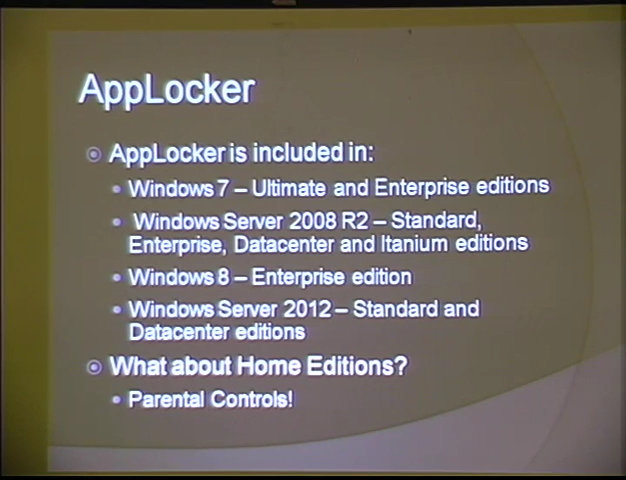 AppLocker
AppLocker is included in:
Windows 7 – Ultimate and Enterprise editions
Windows Server 2008 R2 – Standard,
Enterprise, Datacenter and Itanium editions
Windows 8 – Enterprise edition
Windows Server 2012 – Standard and
Datacenter editions
What about Home Editions?
Parental Controls!